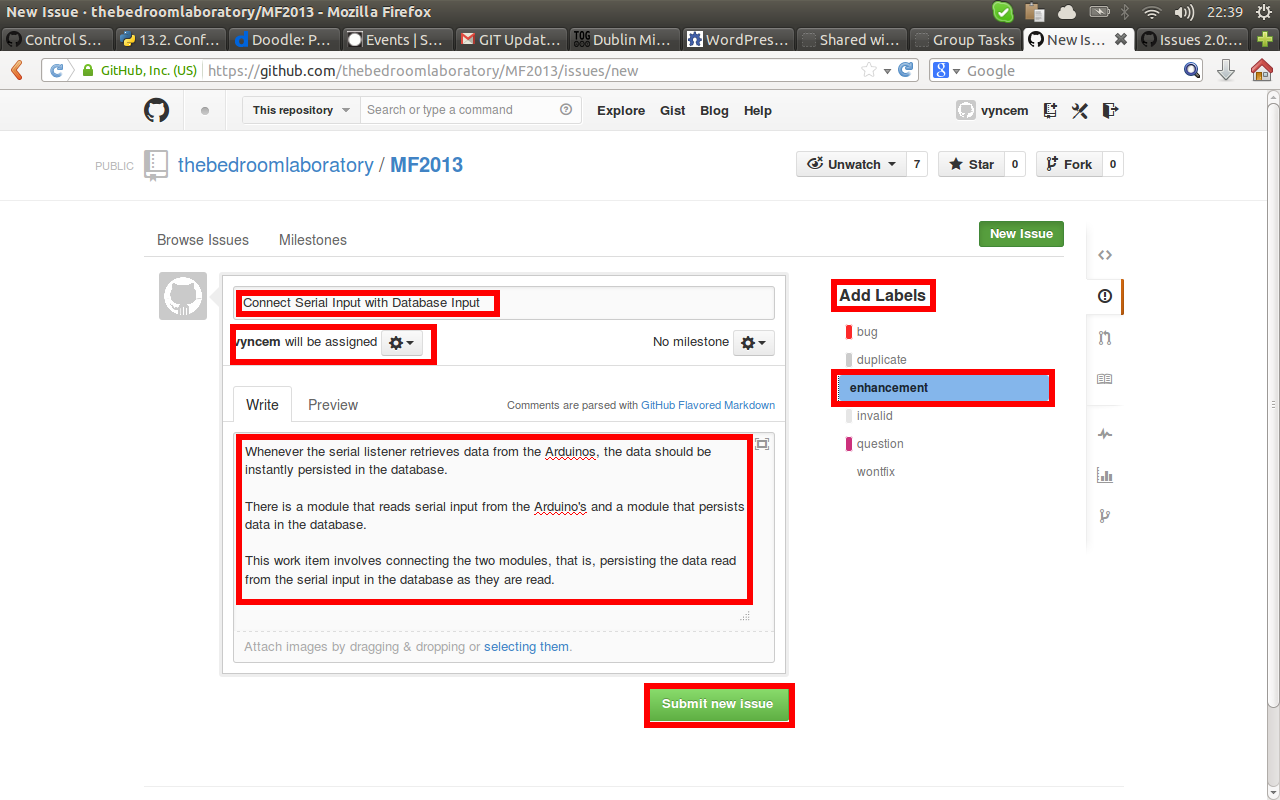 New Issue · thebedroomlaboratory/MF2013 - Mozilla Firefox
22:39
Control S...
13.2. Conf...
Doodle: P...
Events | S...
GIT Updat...
TOG
Dublin Mi...
WordPres...
Shared wi...
Group Tasks
New Is...
Issues 2.0:...
GitHub, Inc. (US)
https://github.com/thebedroomlaboratory/MF2013/issues/new
Google
This repository
Search or type a command
Explore
Gist
Blog
Help
vyncem
PUBLIC
thebedroomlaboratory / MF2013
Unwatch
7
Star
0
Fork
0
Browse Issues
Milestones
New Issue
Connect Serial Input with Database Input
vyncem will be assigned
No milestone
Write
Preview
Comments are parsed with GitHub Flavored Markdown
Whenever the serial listener retrieves data from the Arduinos, the data should be
instantly persisted in the database.
There is a module that reads serial input from the Arduino's and a module that persists
data in the database.
This work item involves connecting the two modules, that is, persisting the data read
from the serial input in the database as they are read.
Attach images by dragging & dropping or selecting them.
Submit new issue
Add Labels
bug
duplicate
enhancement
invalid
question
wontfix